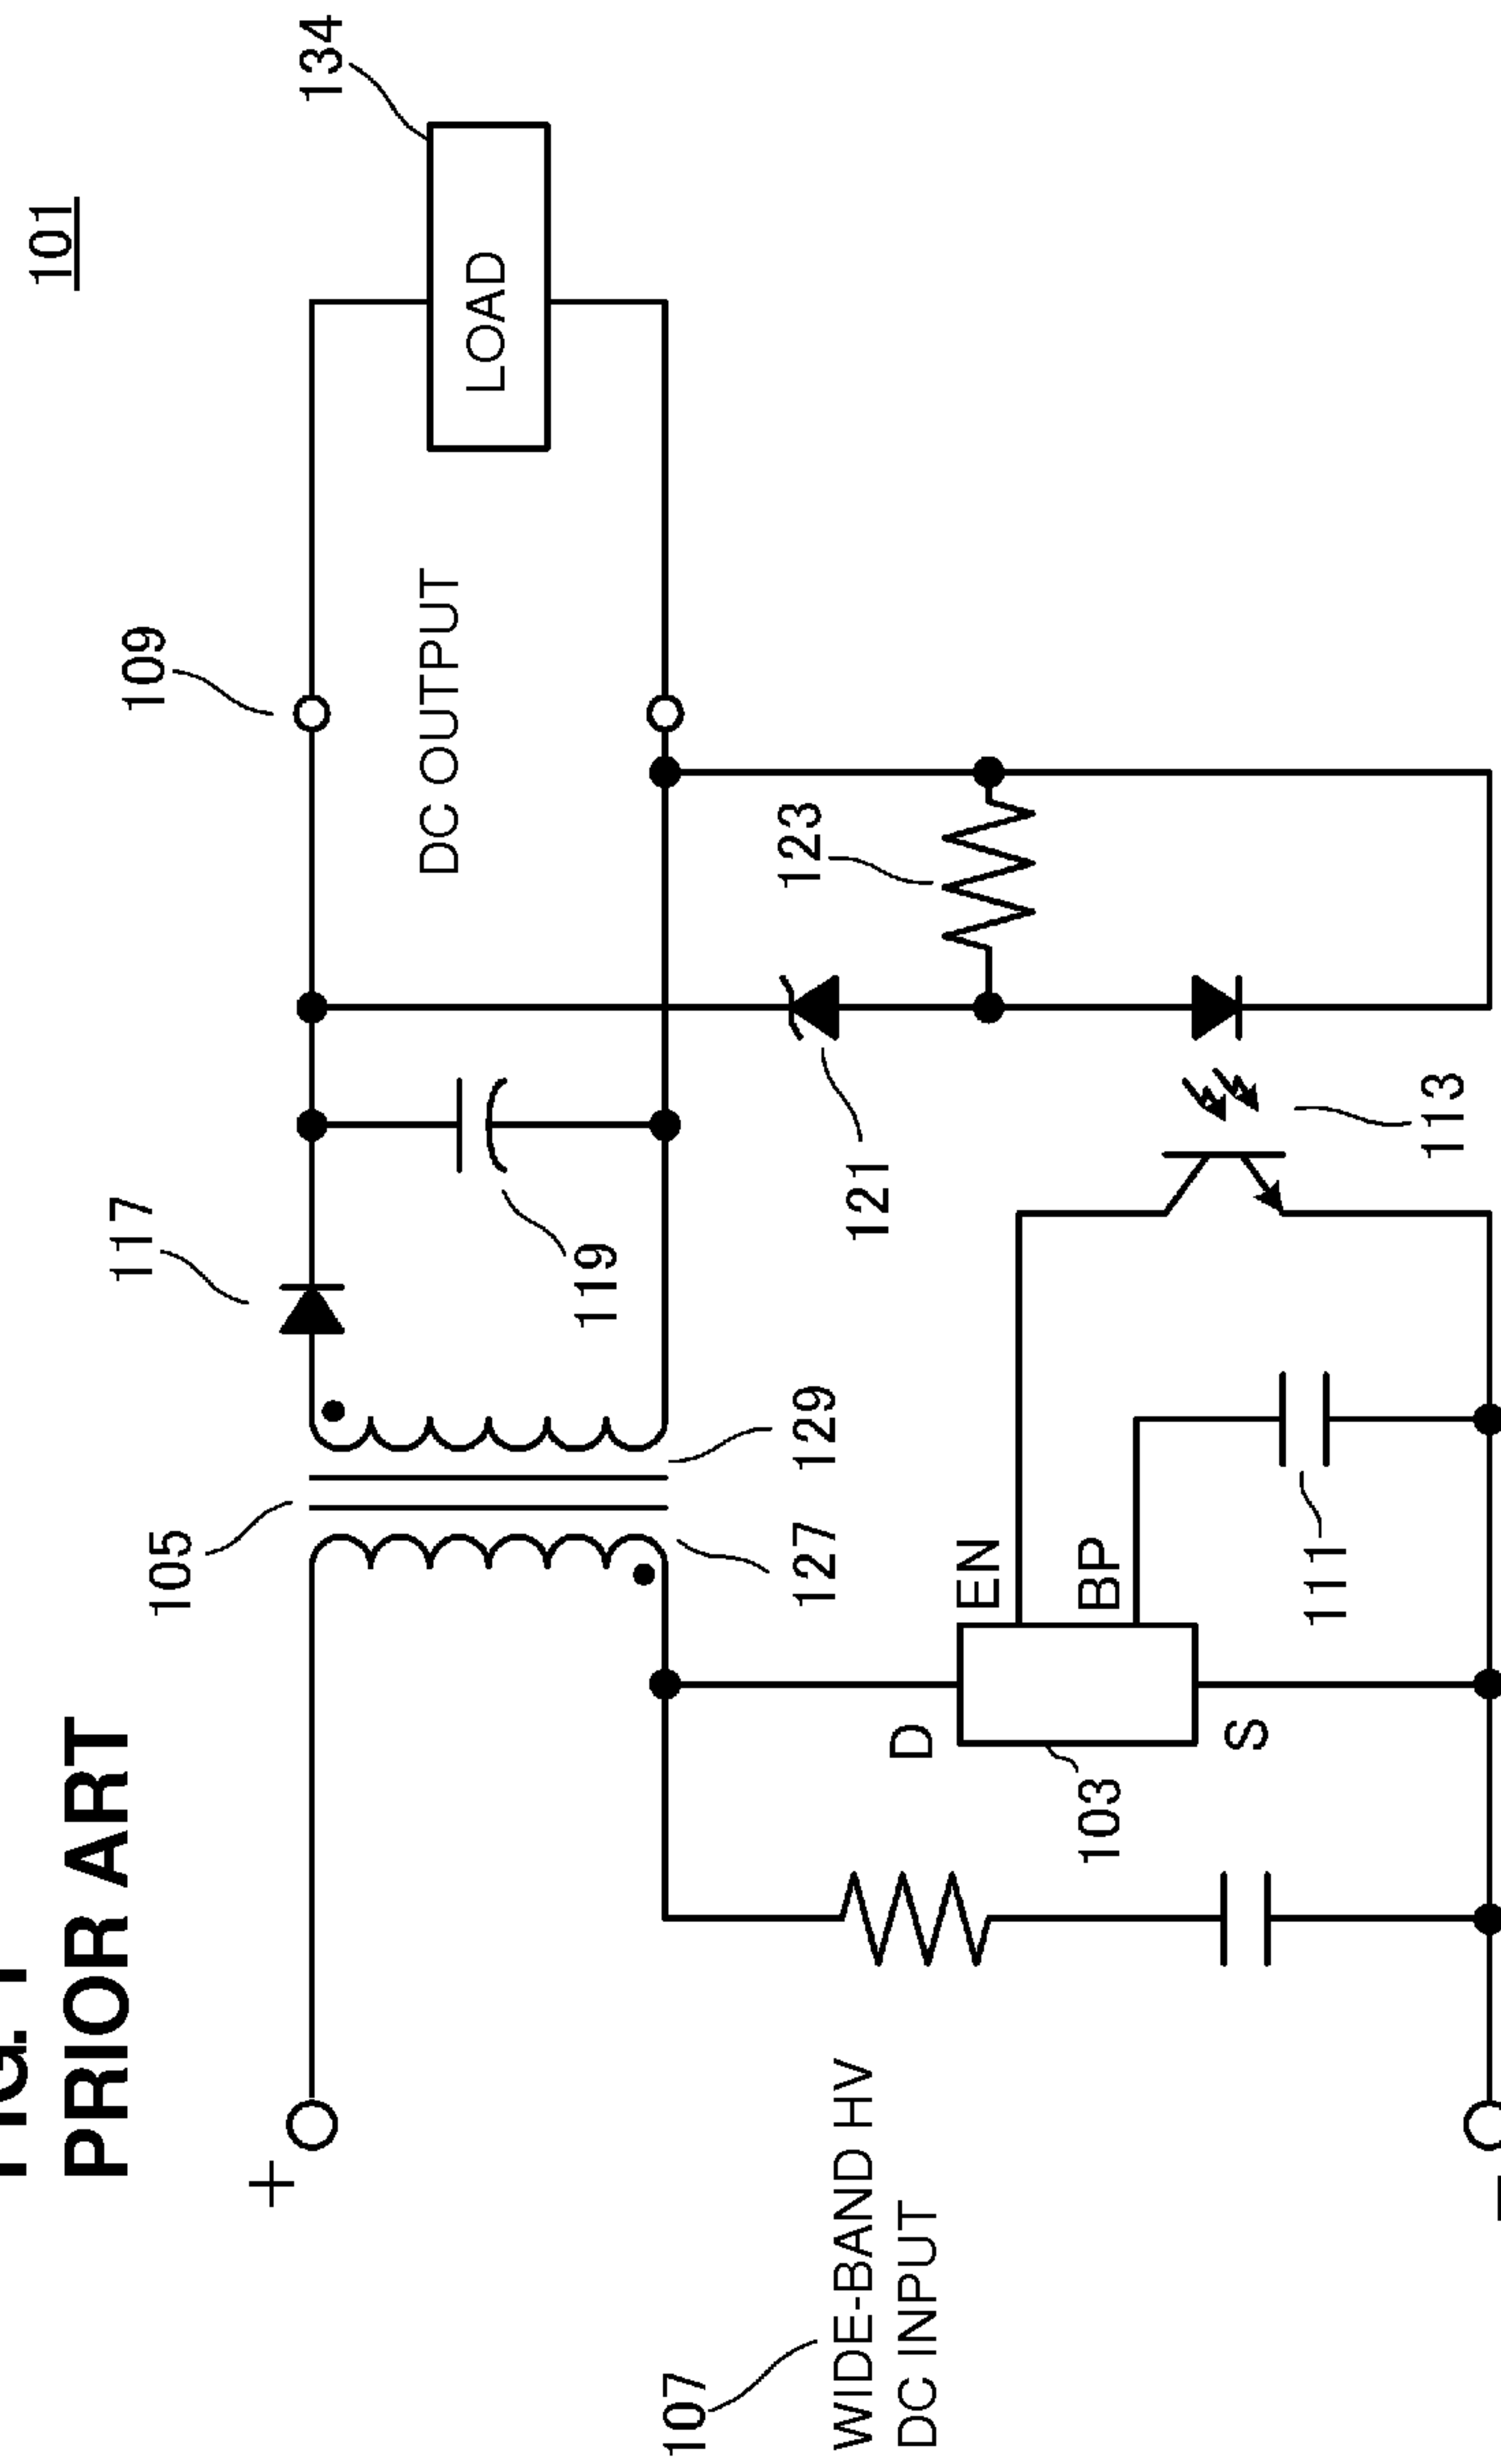 FIG. 1
PRIOR ART
101
134
109
117
105
LOAD
DC OUTPUT
119
129
127
123
121
113
EN
BP
D
S
103
111
+
107
WIDE-BAND HV
DC INPUT
−